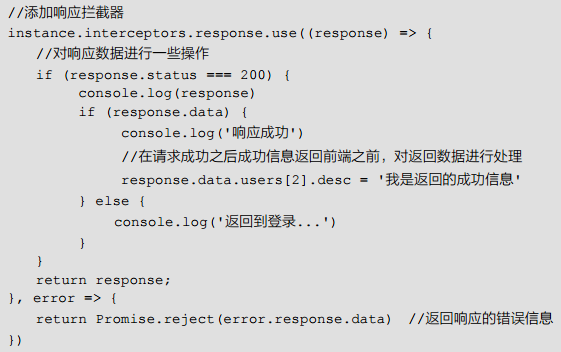 //添加响应拦截器
instance.interceptors.response.use((response) => {
    //对响应数据进行一些操作
    if (response.status === 200) {
          console.log(response)
          if (response.data) {
                console.log('响应成功')
                //在请求成功之后成功信息返回前端之前，对返回数据进行处理
                response.data.users[2].desc = '我是返回的成功信息'
          } else {
               console.log('返回到登录...')
          }
    }
    return response;
}, error => {
    return Promise.reject(error.response.data)  //返回响应的错误信息
})